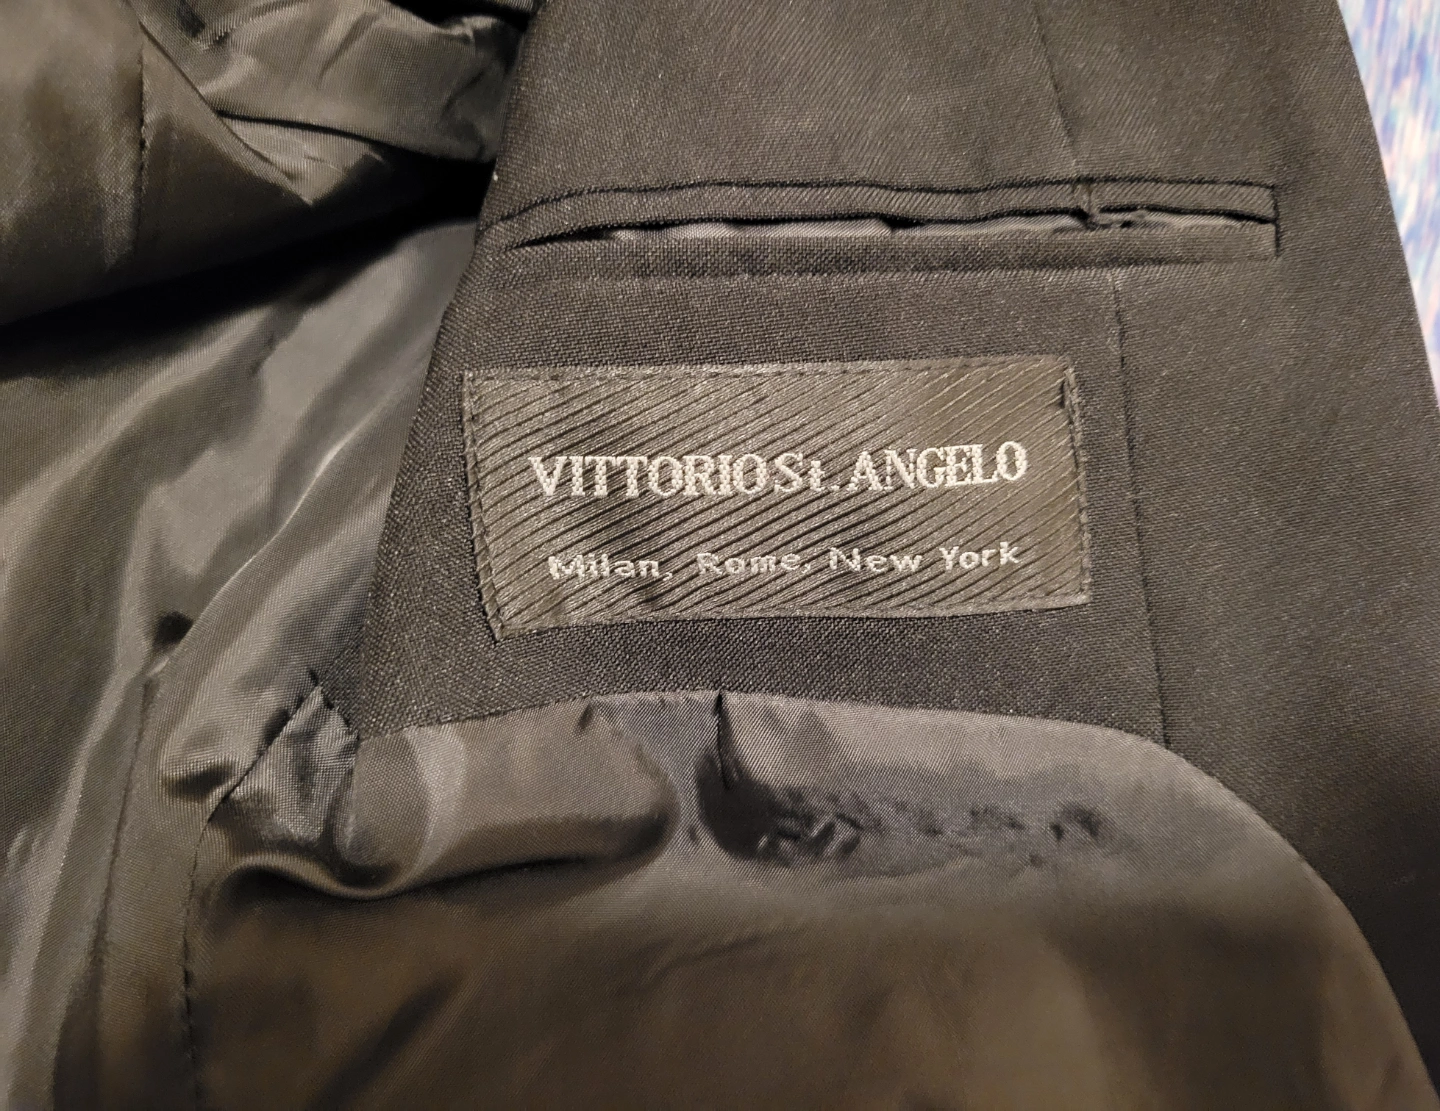 VITTORIO St. ANGELO
Milan, Rome, New York